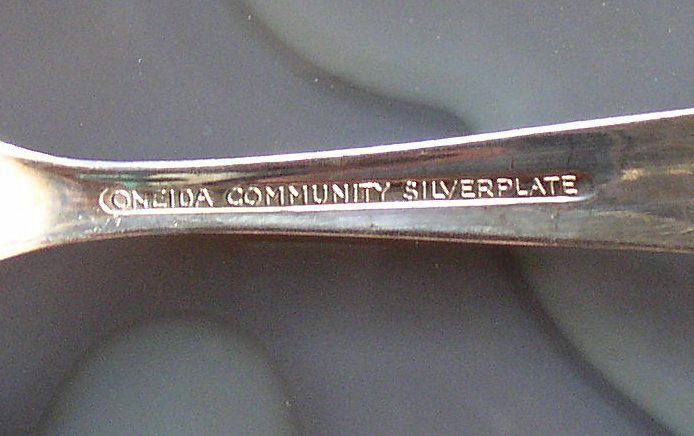 ONEIDA COMMUNITY SILVERPLATE